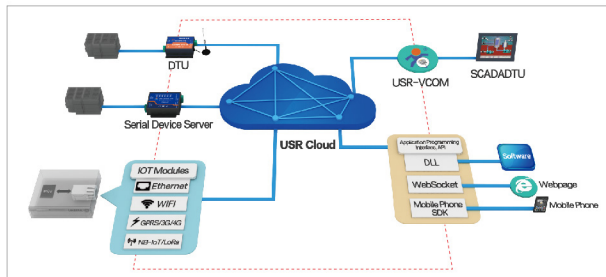 DTU
Serial Device Server
USR Cloud
USR-VCOM
SCADADTU
IOT Modules
Ethernet
WIFI
GPRS/3G/4G
NB-IoT/LoRa
Application Programming
Interface, API
DLL
WebSocket
Mobile Phone
SDK
Software
Webpage
Mobile Phone